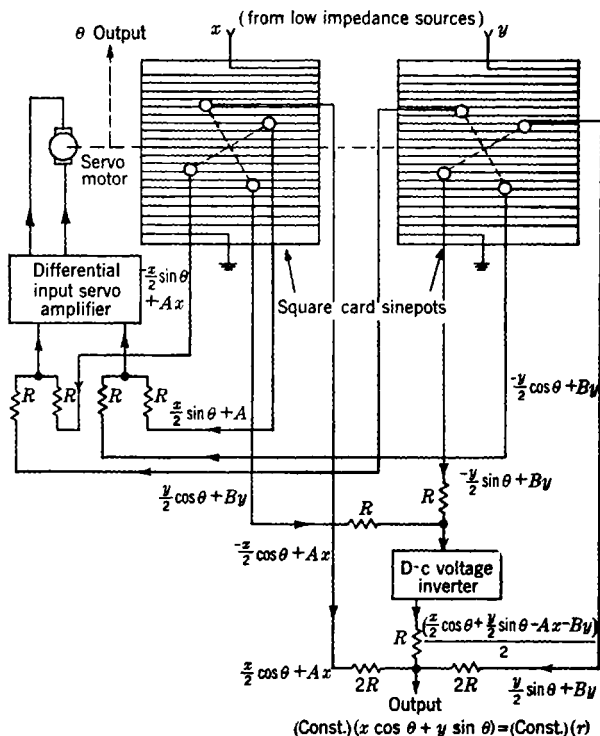 (from low impedance sources)
x
y
θ Output
Servo
motor
Differential
input servo
amplifier
-x/2 sin θ
+ Ax
Square card sinepots
R
R
R
R
x/2 sin θ + A
-y/2 cos θ + By
y/2 cos θ + By
-y/2 sin θ + By
R
R
-x/2 cos θ + Ax
D-c voltage
inverter
R
(x/2 cos θ + y/2 sin θ - Ax - By)
2
x/2 cos θ + Ax
2R
2R
y/2 sin θ + By
Output
(Const.)(x cos θ + y sin θ) = (Const.)(r)